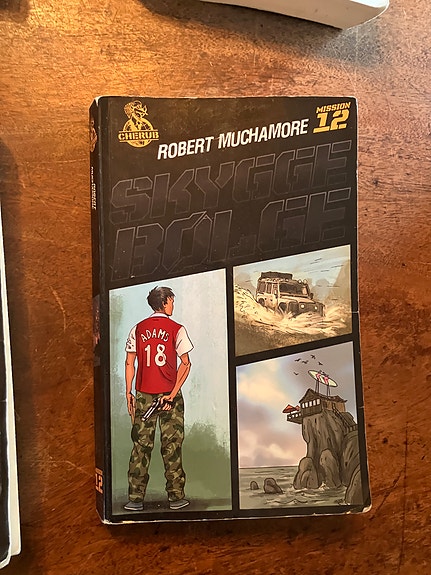 CHERUB
ROBERT MUCHAMORE
MISSION
12
SKYGGE
BØLGE
ADAMS
18
12